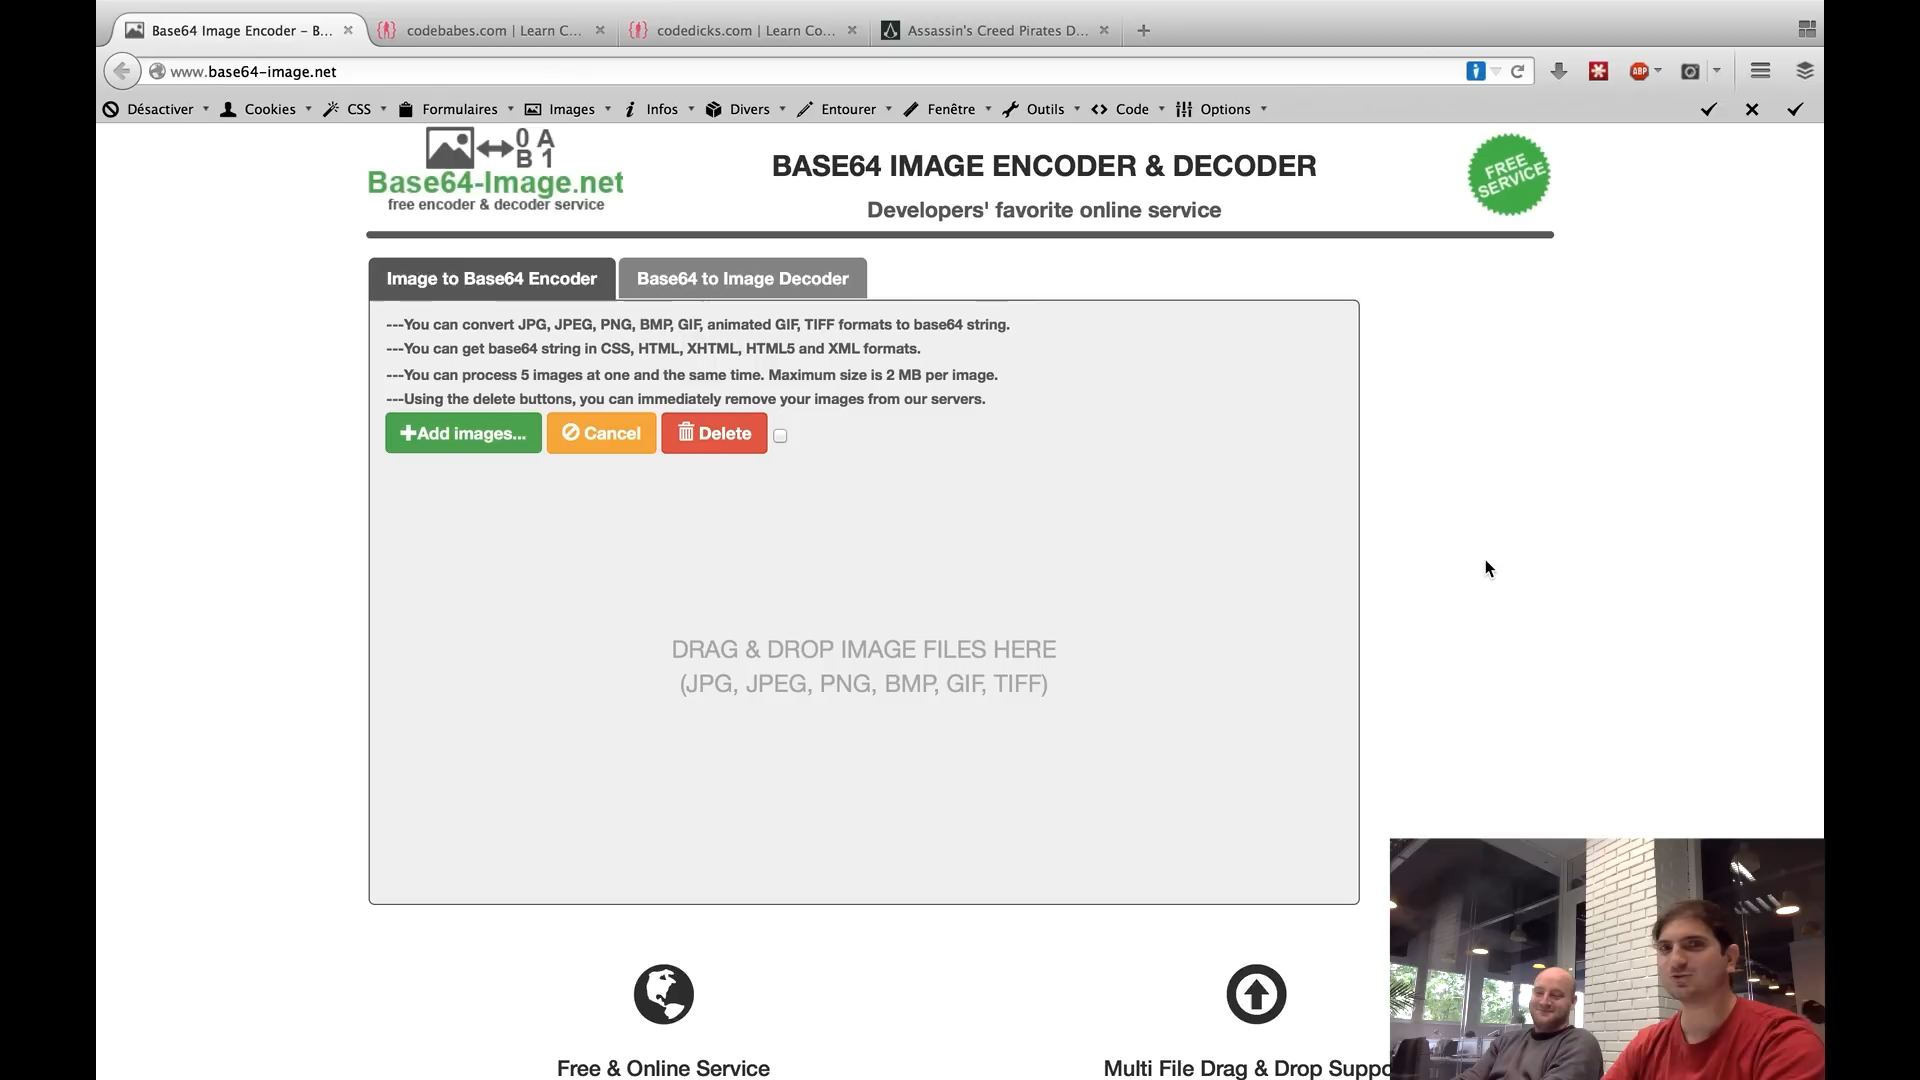 Base64 Image Encoder – B...
codebabes.com | Learn C...
codedicks.com | Learn Co...
Assassin's Creed Pirates D...
www.base64-image.net
ABP
Désactiver
Cookies
CSS
Formulaires
Images
Infos
Divers
Entourer
Fenêtre
Outils
Code
Options
0 A
B 1
Base64-Image.net
free encoder & decoder service
BASE64 IMAGE ENCODER & DECODER
Developers' favorite online service
FREE
SERVICE
Image to Base64 Encoder
Base64 to Image Decoder
---You can convert JPG, JPEG, PNG, BMP, GIF, animated GIF, TIFF formats to base64 string.
---You can get base64 string in CSS, HTML, XHTML, HTML5 and XML formats.
---You can process 5 images at one and the same time. Maximum size is 2 MB per image.
---Using the delete buttons, you can immediately remove your images from our servers.
+Add images...
Cancel
Delete
DRAG & DROP IMAGE FILES HERE
(JPG, JPEG, PNG, BMP, GIF, TIFF)
Free & Online Service
Multi File Drag & Drop Suppo